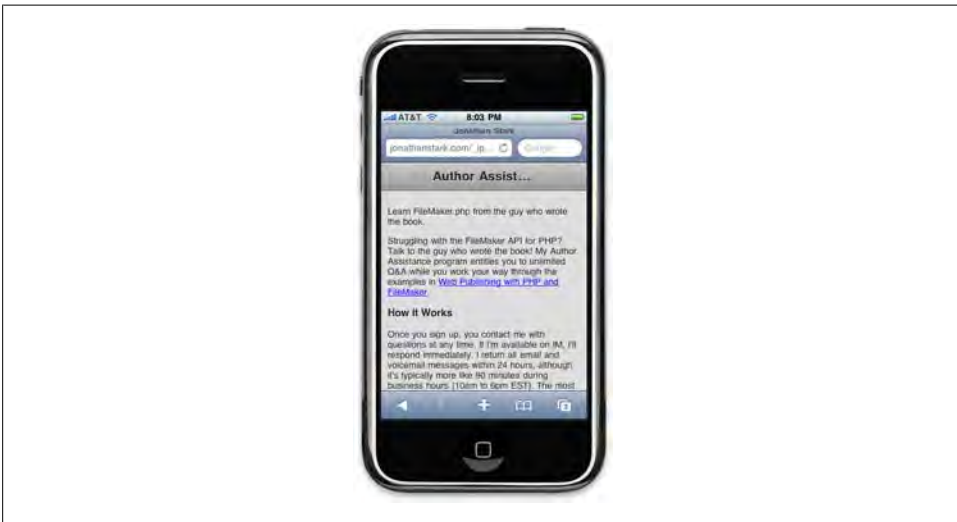 AT&T 8:03 PM
Jonathan Stark
jonathanstark.com/_jp... Google
Author Assist...
Learn FileMaker.php from the guy who wrote
the book.
Struggling with the FileMaker API for PHP?
Talk to the guy who wrote the book! My Author
Assistance program entitles you to unlimited
Q&A while you work your way through the
examples in Web Publishing with PHP and
FileMaker
How it Works
Once you sign up, you contact me with
questions at any time. If I'm available on IM, I'll
respond immediately. I return all email and
voicemail messages within 24 hours, although
it's typically more like 90 minutes during
business hours (10am to 6pm EST). The most